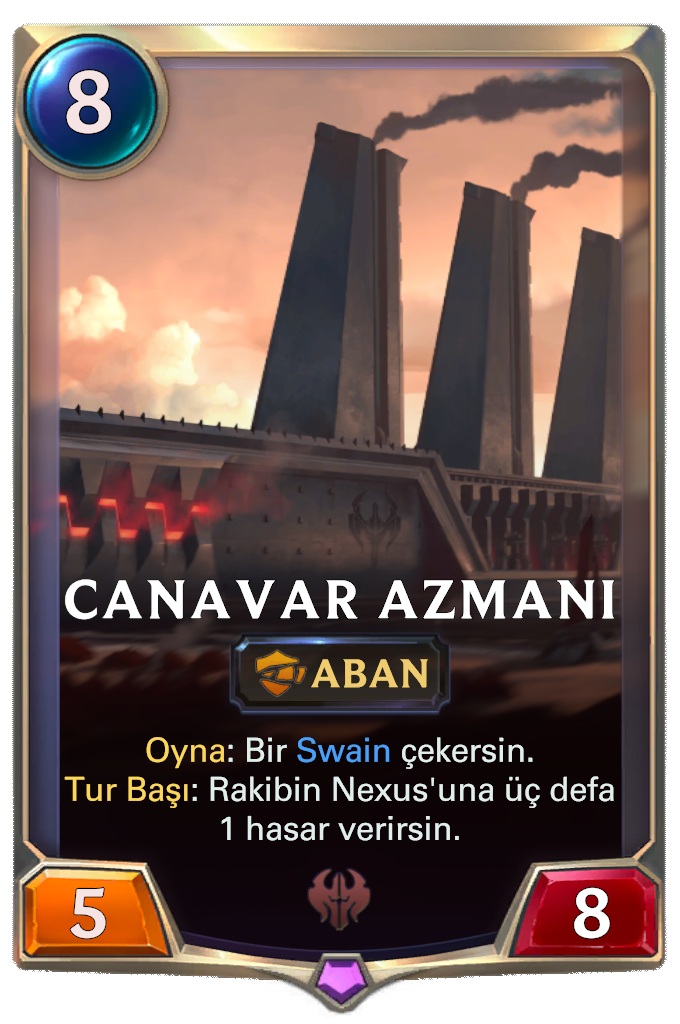 8
CANAVAR AZMANI
ABAN
Oyna: Bir Swain çekersin.
Tur Başı: Rakibin Nexus'una üç defa
1 hasar verirsin.
5
8